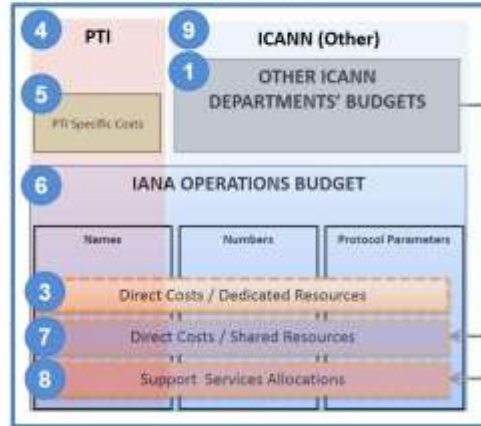 4
PTI
9
ICANN (Other)
1
OTHER ICANN
DEPARTMENTS' BUDGETS
5
PTI Specific Costs
6
IANA OPERATIONS BUDGET
Names
Numbers
Protocol Parameters
3
Direct Costs / Dedicated Resources
7
Direct Costs / Shared Resources
8
Support Services Allocations